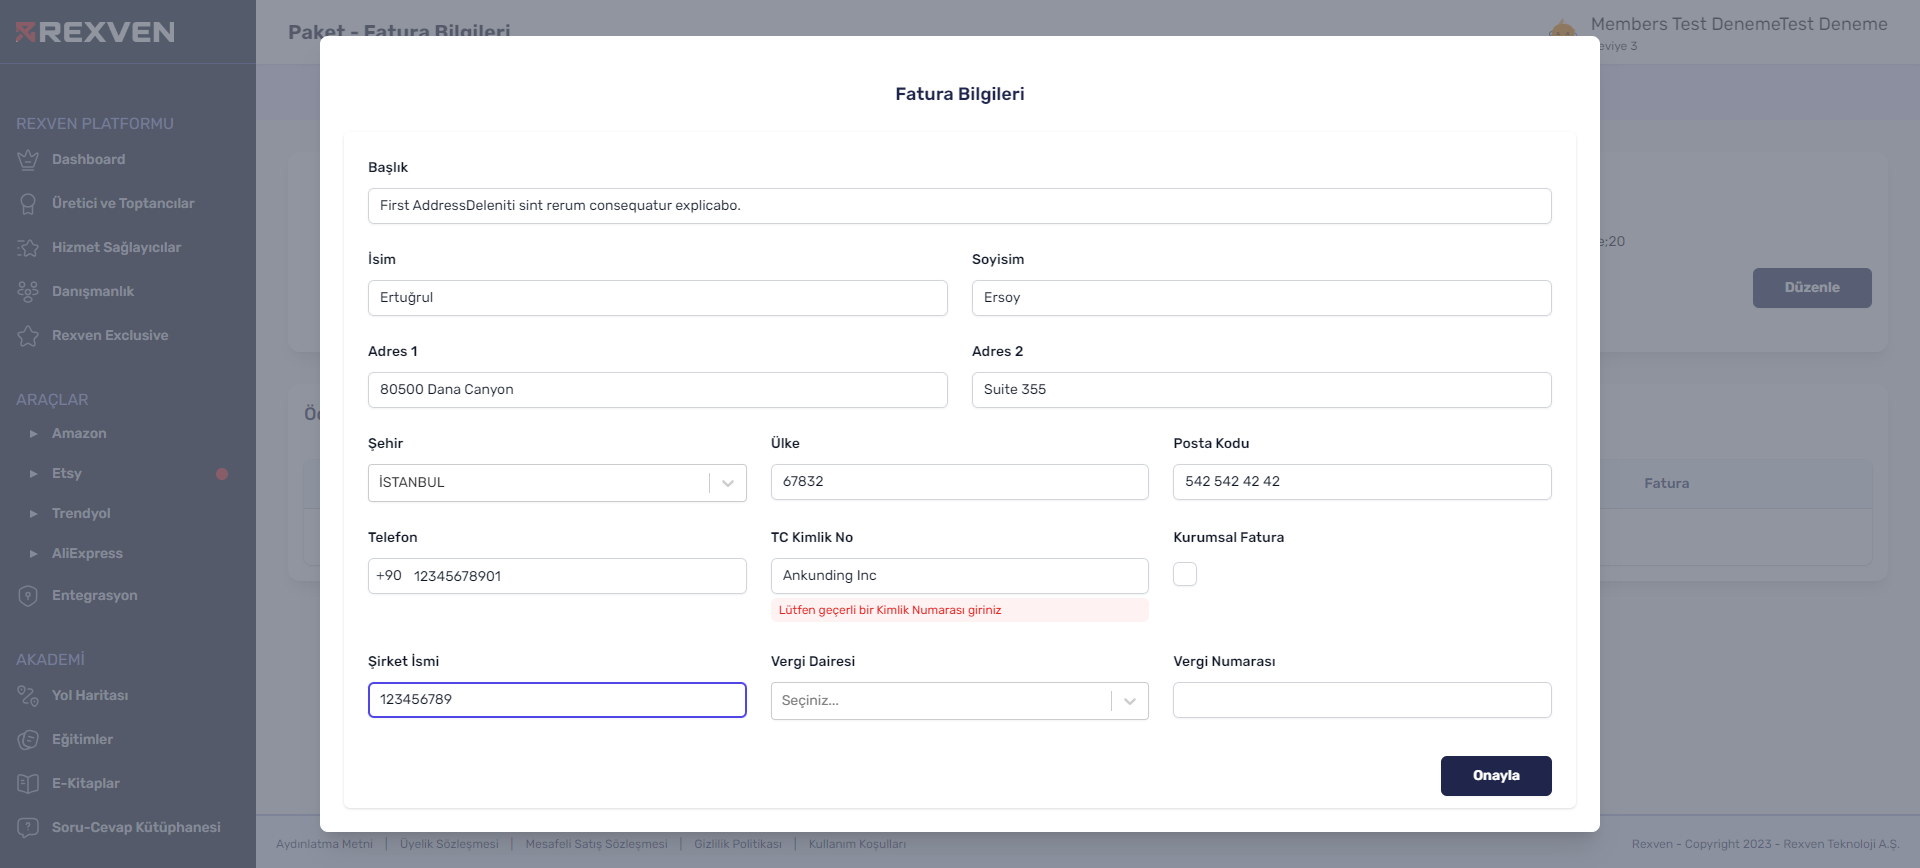 REXVEN
Paket - Fatura Bilgileri
Members Test DenemeTest Deneme
eviye 3
REXVEN PLATFORMU
Dashboard
Üretici ve Toptancılar
Hizmet Sağlayıcılar
Danışmanlık
Rexven Exclusive
ARAÇLAR
Amazon
Etsy
Trendyol
AliExpress
Entegrasyon
AKADEMİ
Yol Haritası
Eğitimler
E-Kitaplar
Soru-Cevap Kütüphanesi
Fatura Bilgileri
Başlık
First AddressDeleniti sint rerum consequatur explicabo.
İsim
Soyisim
Ertuğrul
Ersoy
Adres 1
Adres 2
80500 Dana Canyon
Suite 355
Şehir
Ülke
Posta Kodu
İSTANBUL
67832
542 542 42 42
Telefon
TC Kimlik No
Kurumsal Fatura
+90 12345678901
Ankunding Inc
Lütfen geçerli bir Kimlik Numarası giriniz
Şirket İsmi
Vergi Dairesi
Vergi Numarası
123456789
Seçiniz...
Onayla
e:20
Düzenle
Fatura
Aydınlatma Metni | Üyelik Sözleşmesi | Mesafeli Satış Sözleşmesi | Gizlilik Politikası | Kullanım Koşulları
Rexven - Copyright 2023 - Rexven Teknoloji A.Ş.